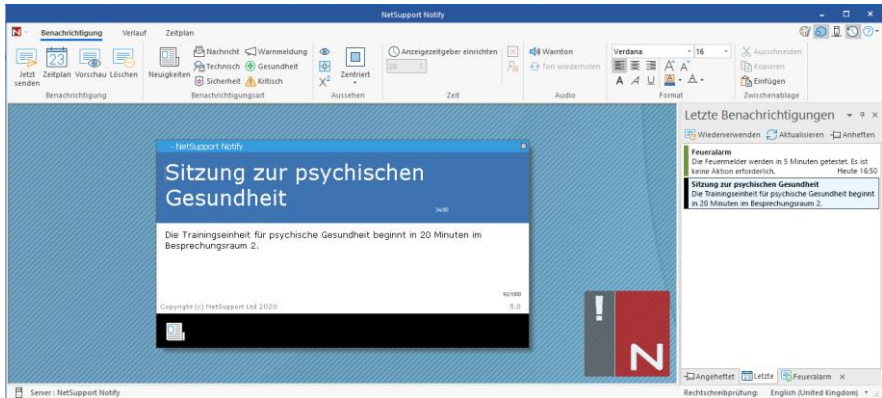 NetSupport Notify
N
Benachrichtigung Verlauf Zeitplan
Jetzt senden
23
Zeitplan
Vorschau
Löschen
Benachrichtigung
Neuigkeiten
Nachricht
Warnmeldung
Technisch
Gesundheit
Sicherheit
Kritisch
Benachrichtigungsart
X²
Zentriert
Aussehen
Anzeigezeitgeber einrichten
20
Zeit
Warnton
Ton wiederholen
Audio
Verdana 16
A A
A A U A
Format
Ausschneiden
Kopieren
Einfügen
Zwischenablage
- NetSupport Notify
Sitzung zur psychischen
Gesundheit
34/80
Die Trainingseinheit für psychische Gesundheit beginnt in 20 Minuten im
Besprechungsraum 2.
93/1000
Copyright (c) NetSupport Ltd 2020 5.0
!
N
Letzte Benachrichtigungen
Wiederverwenden Aktualisieren Anheften
Feueralarm
Die Feuermelder werden in 5 Minuten getestet. Es ist
keine Aktion erforderlich. Heute 16:50
Sitzung zur psychischen Gesundheit
Die Trainingseinheit für psychische Gesundheit beginnt
in 20 Minuten im Besprechungsraum 2.
Angeheftet Letzte Feueralarm
Server: NetSupport Notify
Rechtschreibprüfung: English (United Kingdom)